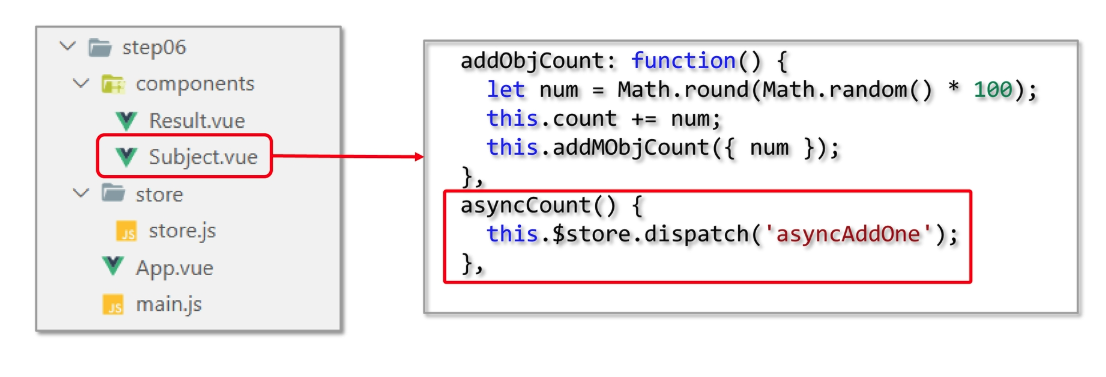 step06
components
Result.vue
Subject.vue
store
JS store.js
App.vue
JS main.js
addObjCount: function() {
let num = Math.round(Math.random() * 100);
this.count += num;
this.addMObjCount({ num });
},
asyncCount() {
this.$store.dispatch('asyncAddOne');
},